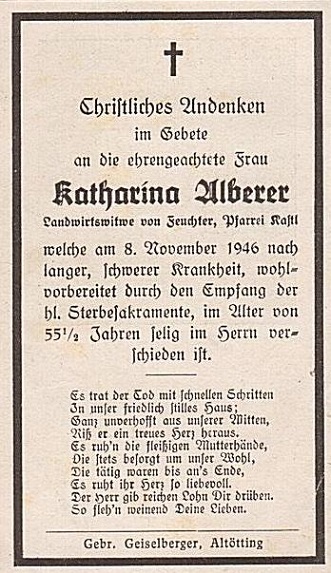 Christliches Andenken
im Gebete
an die ehrengeachtete Frau
Katharina Alberer
Landwirtswitwe von Feuchter, Pfarrei Kastl
welche am 8. November 1946 nach
langer, schwerer Krankheit, wohl-
vorbereitet durch den Empfang der
hl. Sterbesakramente, im Alter von
55½ Jahren selig im Herrn ver-
schieden ist.
Es trat der Tod mit schnellen Schritten
In unser friedlich stilles Haus;
Ganz unverhofft aus unserer Mitten,
Riß er ein treues Herz heraus.
Es ruh'n die fleißigen Mutterhände,
Die stets besorgt um unser Wohl,
Die tätig waren bis an's Ende,
Es ruht ihr Herz so liebevoll.
Der Herr gib reichen Lohn Dir drüben.
So fleh'n weinend Deine Lieben.
Gebr. Geiselberger, Altötting